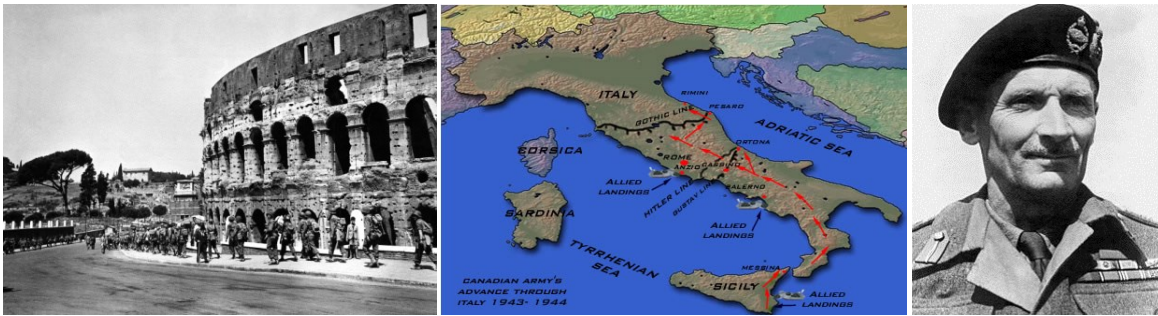 RIMINI
PESARO
ITALY
GOTHIC LINE
ADRIATIC SEA
CORSICA
ORTONA
ROME
ANZIO
CASSINO
ALLIED
LANDINGS
HITLER LINE
GUSTAV LINE
SALERNO
SARDINIA
ALLIED
LANDINGS
TYRRHENIAN
SEA
MESSINA
CANADIAN ARMY'S
ADVANCE THROUGH
ITALY 1943- 1944
SICILY
ALLIED
LANDINGS